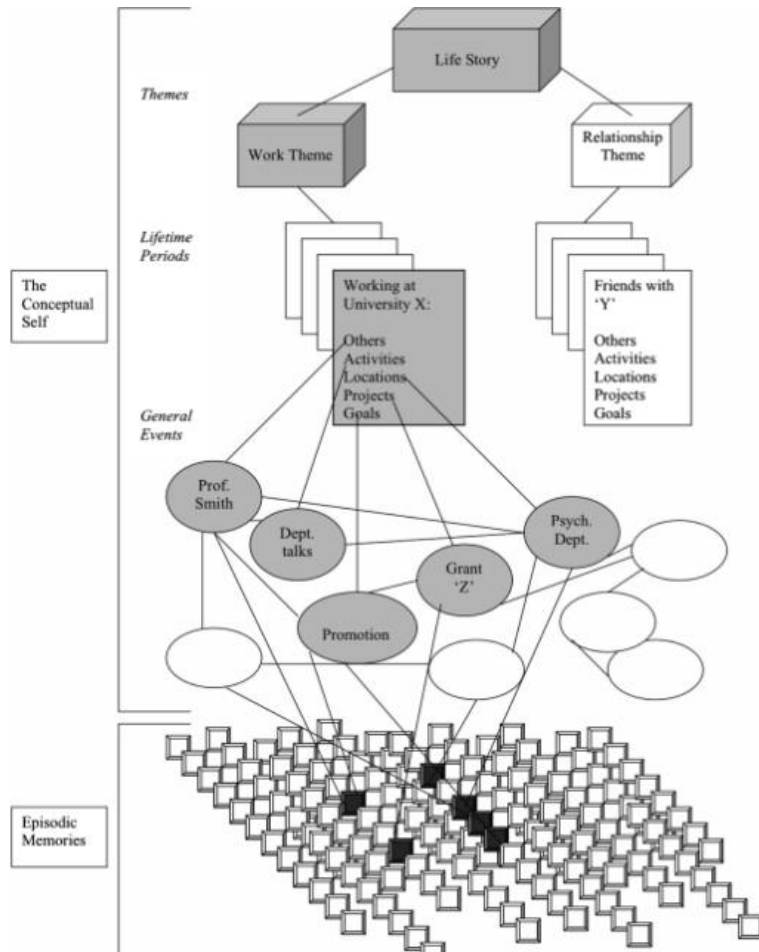 Life Story
Themes
Work Theme
Relationship
Theme
Lifetime
Periods
The
Conceptual
Self
Working at
University X:
Others
Activities
Locations
Projects
Goals
Friends with
‘Y’
Others
Activities
Locations
Projects
Goals
General
Events
Prof.
Smith
Dept.
talks
Psych.
Dept.
Grant
‘Z’
Promotion
Episodic
Memories